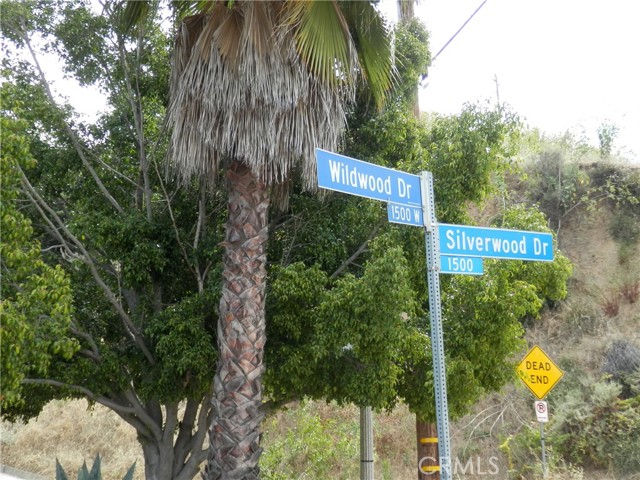 Wildwood Dr
1500 W
Silverwood Dr
1500
DEAD
END
CRMLS